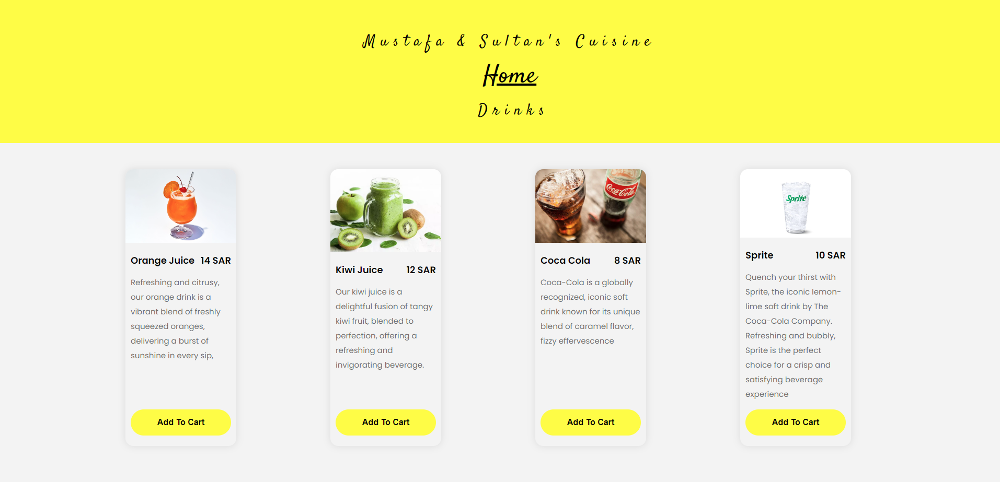 Mustafa & Sultan's Cuisine
Home
Drinks
Coca-Cola
Sprite
Orange Juice 14 SAR
Refreshing and citrusy,
our orange drink is a
vibrant blend of freshly
squeezed oranges,
delivering a burst of
sunshine in every sip,
Add To Cart
Kiwi Juice 12 SAR
Our kiwi juice is a
delightful fusion of tangy
kiwi fruit, blended to
perfection, offering a
refreshing and
invigorating beverage.
Add To Cart
Coca Cola 8 SAR
Coca-Cola is a globally
recognized, iconic soft
drink known for its unique
blend of caramel flavor,
fizzy effervescence
Add To Cart
Sprite 10 SAR
Quench your thirst with
Sprite, the iconic lemon-
lime soft drink by The
Coca-Cola Company.
Refreshing and bubbly,
Sprite is the perfect
choice for a crisp and
satisfying beverage
experience
Add To Cart